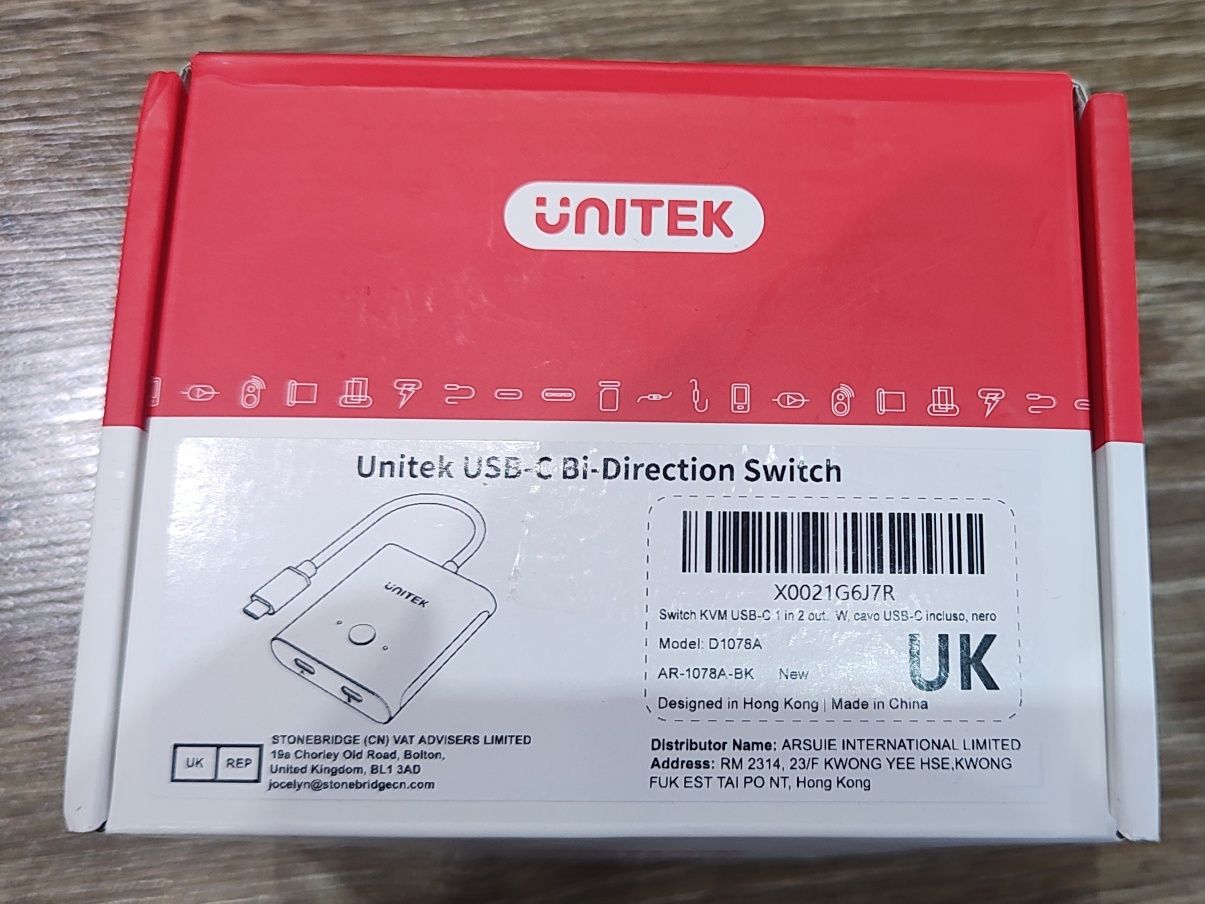 UNITEK
Unitek USB-C Bi-Direction Switch
UNITEK
X0021G6J7R
Switch KVM USB-C 1 in 2 out, W, cavo USB-C incluso, nero
Model: D1078A
AR-1078A-BK New
UK
Designed in Hong Kong | Made in China
UK REP
STONEBRIDGE (CN) VAT ADVISERS LIMITED
19a Chorley Old Road, Bolton,
United Kingdom, BL1 3AD
jocelyn@stonebridgecn.com
Distributor Name: ARSUIE INTERNATIONAL LIMITED
Address: RM 2314, 23/F KWONG YEE HSE,KWONG
FUK EST TAI PO NT, Hong Kong